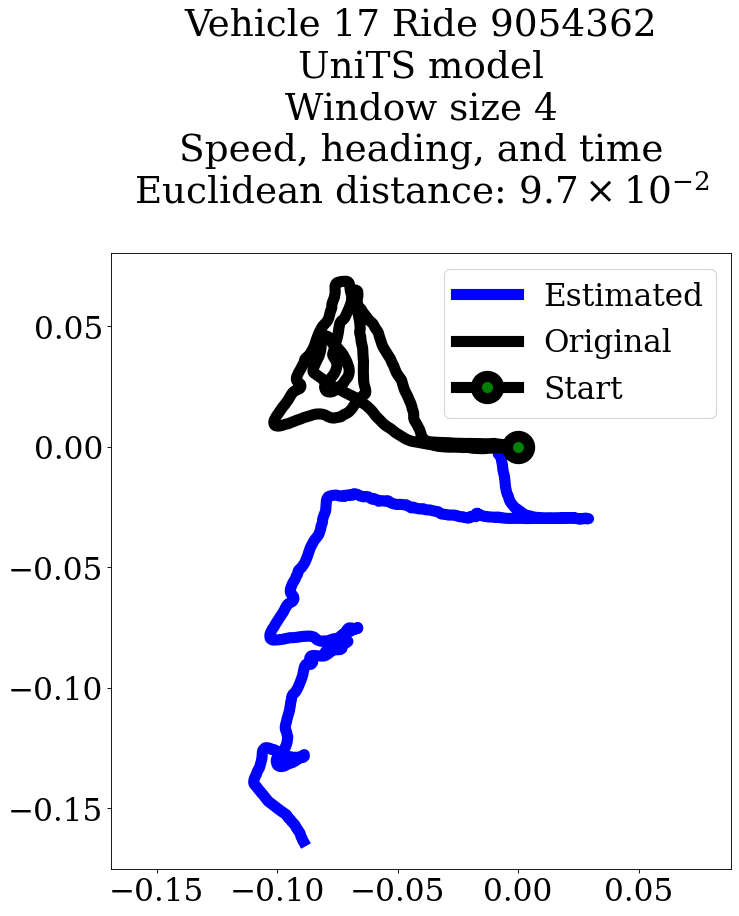 Vehicle 17 Ride 9054362
UniTS model
Window size 4
Speed, heading, and time
Euclidean distance: 9.7 × 10⁻²
Estimated
Original
Start
0.05
0.00
−0.05
−0.10
−0.15
−0.15 −0.10 −0.05 0.00 0.05